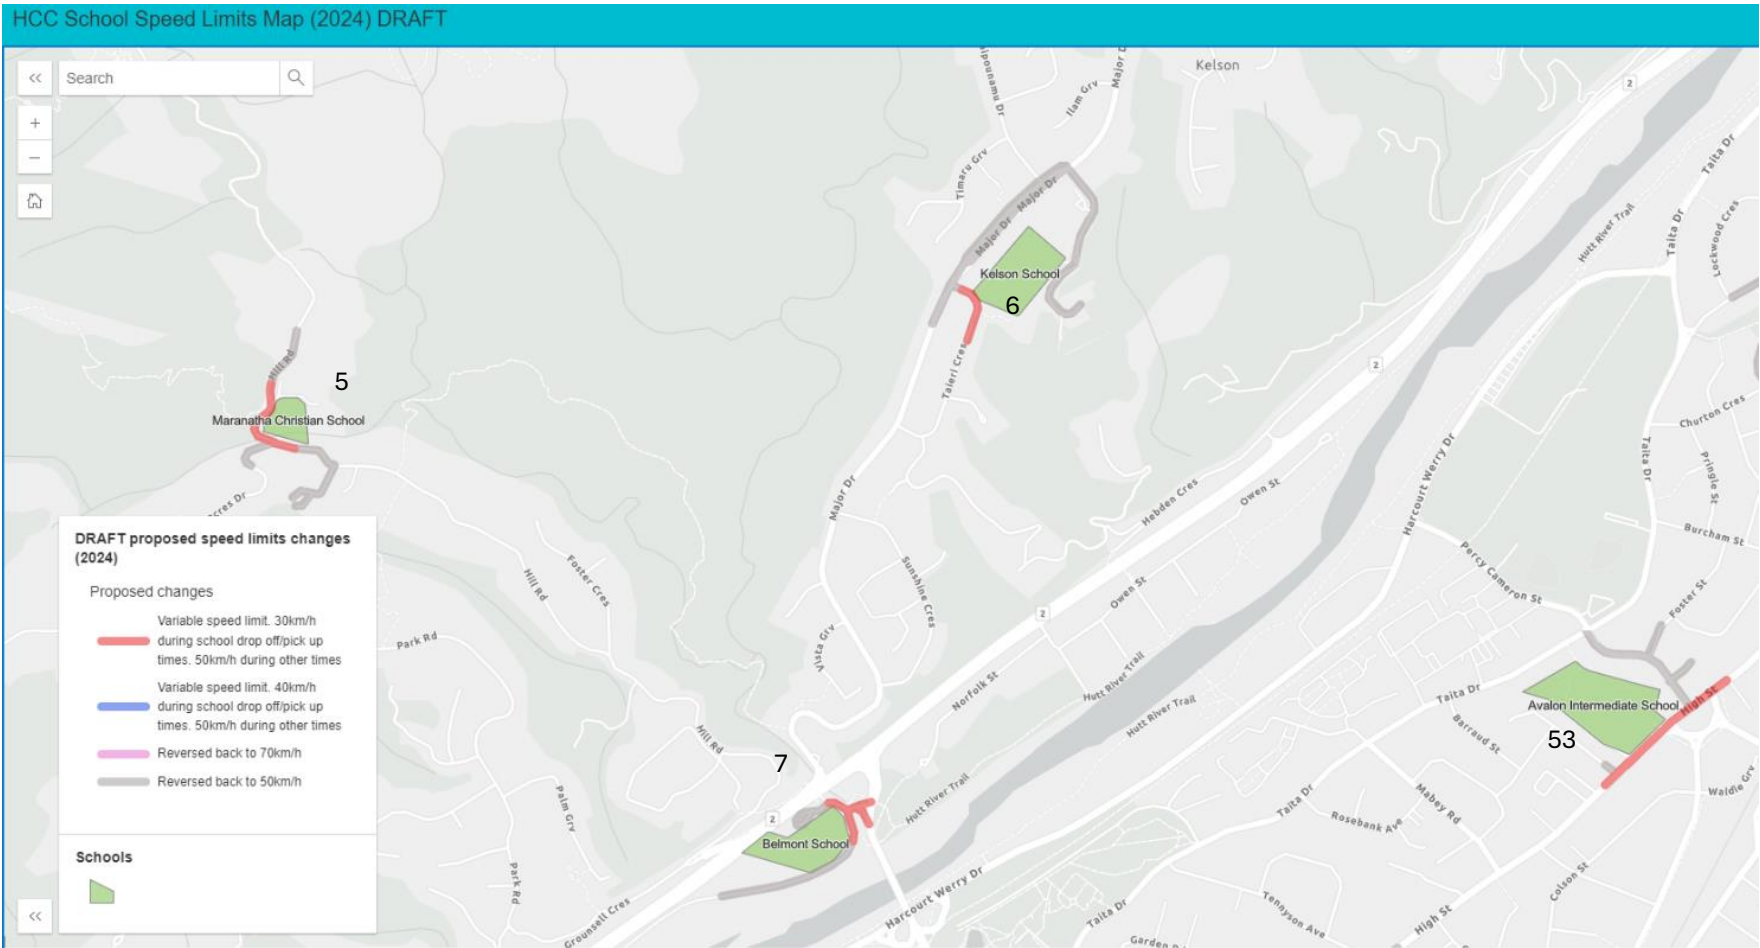 HCC School Speed Limits Map (2024) DRAFT
Search
+
−
Kelson
Major Dr
Ilam Grv
Timaru Grv
Major Dr
Major Dr
Kelson School
6
Taieri Cres
Hill Rd
5
Maranatha Christian School
2
2
2
2
Taita Dr
Taita Dr
Hutt River Trail
Lockwood Cres
Churton Cres
Taita Dr
Pringle St
Burcham St
Harcourt Werry Dr
Percy Cameron St
Foster St
Major Dr
Hebden Cres
Owen St
Owen St
Sunshine Cres
Vista Grv
Norfolk St
Hutt River Trail
Hutt River Trail
Hutt River Trail
Foster Cres
Hill Rd
Park Rd
Hill Rd
7
Palm Grv
Park Rd
Belmont School
Grounsell Cres
Harcourt Werry Dr
Taita Dr
Barraud St
Avalon Intermediate School
High St
53
Waldie Grv
Taita Dr
Mabey Rd
Rosebank Ave
Colson St
Tennyson Ave
High St
Taita Dr
DRAFT proposed speed limits changes
(2024)
Proposed changes
Variable speed limit. 30km/h
during school drop off/pick up
times. 50km/h during other times
Variable speed limit. 40km/h
during school drop off/pick up
times. 50km/h during other times
Reversed back to 70km/h
Reversed back to 50km/h
Schools